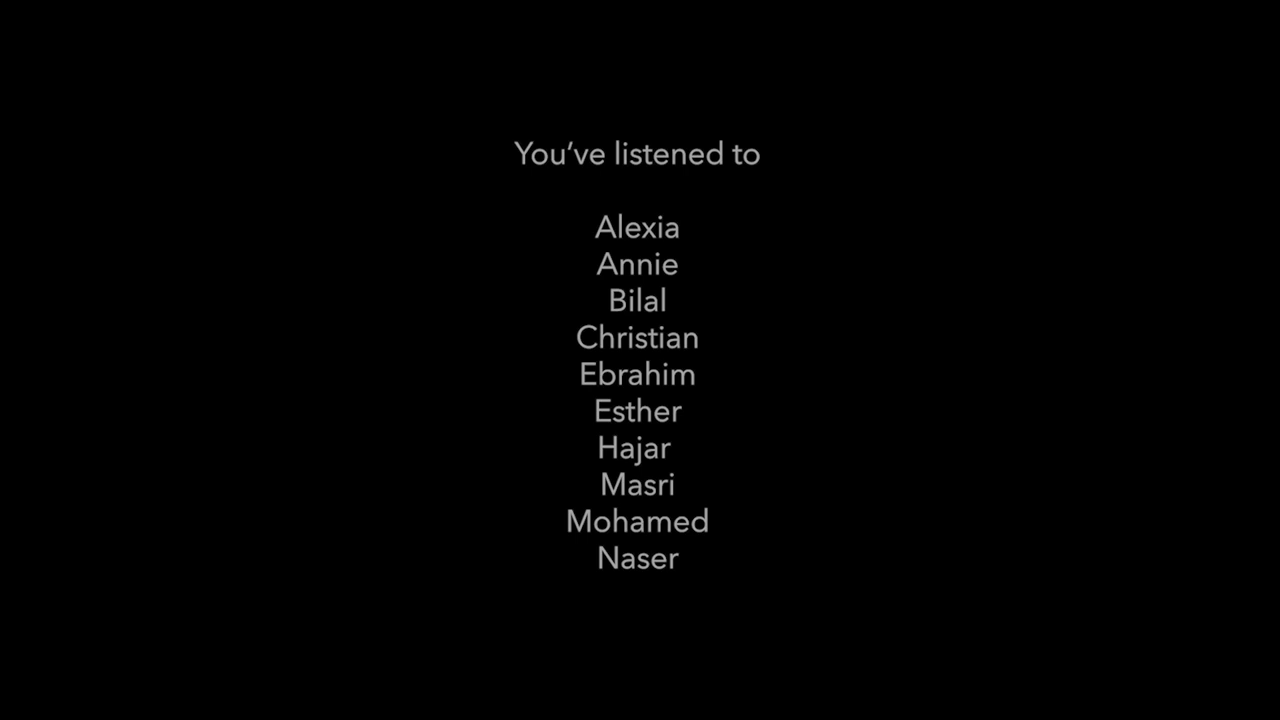 You’ve listened to
Alexia
Annie
Bilal
Christian
Ebrahim
Esther
Hajar
Masri
Mohamed
Naser